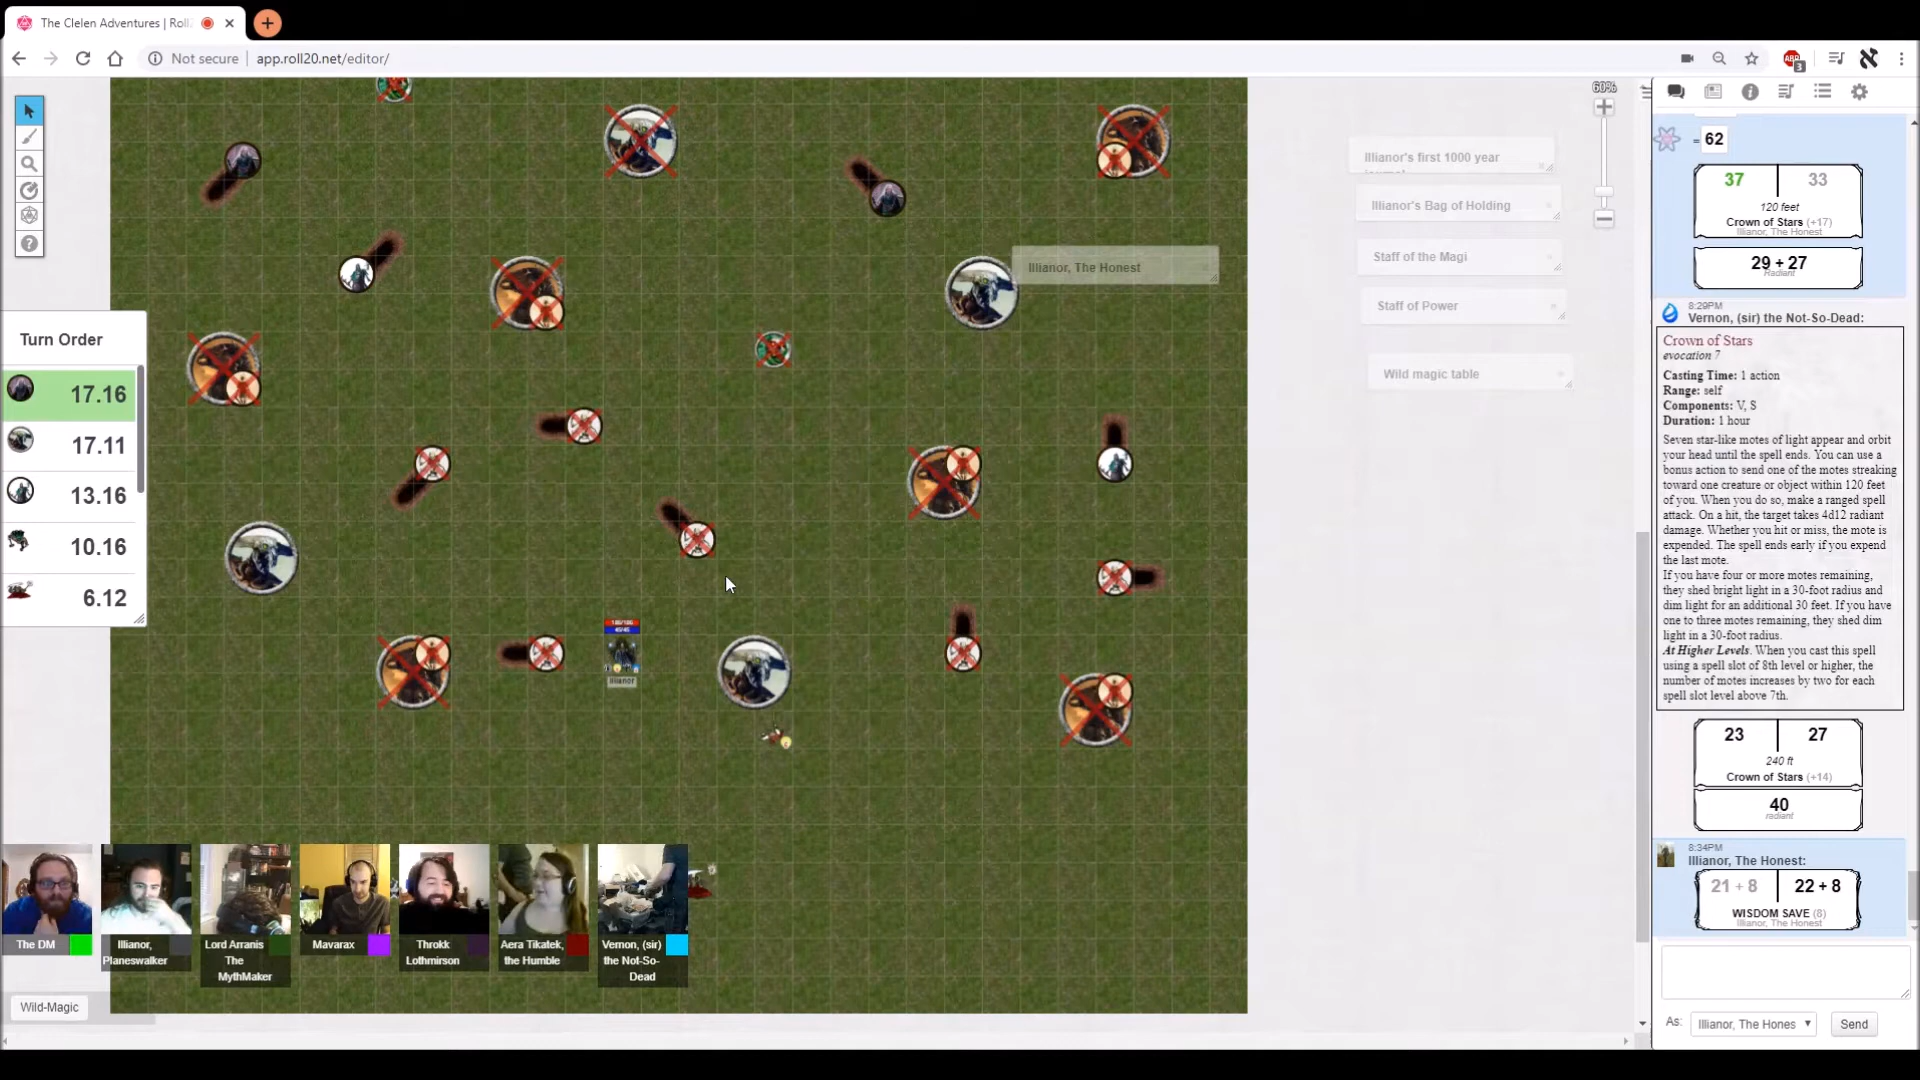 The Clelen Adventures | Roll
Not secure
app.roll20.net/editor/
ABP
3
60%
Illianor's first 1000 year
Illianor's Bag of Holding
Staff of the Magi
Staff of Power
Wild magic table
Illianor, The Honest
Turn Order
17.16
17.11
13.16
10.16
6.12
Illianor
The DM
Illianor,
Planeswalker
Lord Arranis
The
MythMaker
Mavarax
Throkk
Lothmirson
Aera Tikatek,
the Humble
Vernon, (sir)
the Not-So-
Dead
Wild-Magic
= 62
37 33
120 feet
Crown of Stars (+17)
Illianor, The Honest
29 + 27
Radiant
8:29PM
Vernon, (sir) the Not-So-Dead:
Crown of Stars
evocation 7
Casting Time: 1 action
Range: self
Components: V, S
Duration: 1 hour
Seven star-like motes of light appear and orbit
your head until the spell ends. You can use a
bonus action to send one of the motes streaking
toward one creature or object within 120 feet
of you. When you do so, make a ranged spell
attack. On a hit, the target takes 4d12 radiant
damage. Whether you hit or miss, the mote is
expended. The spell ends early if you expend
the last mote.
If you have four or more motes remaining,
they shed bright light in a 30-foot radius and
dim light for an additional 30 feet. If you have
one to three motes remaining, they shed dim
light in a 30-foot radius.
At Higher Levels. When you cast this spell
using a spell slot of 8th level or higher, the
number of motes increases by two for each
spell slot level above 7th.
23 27
240 ft
Crown of Stars (+14)
40
radiant
8:34PM
Illianor, The Honest:
21 + 8 22 + 8
WISDOM SAVE (8)
Illianor, The Honest
As:
Illianor, The Hones
Send